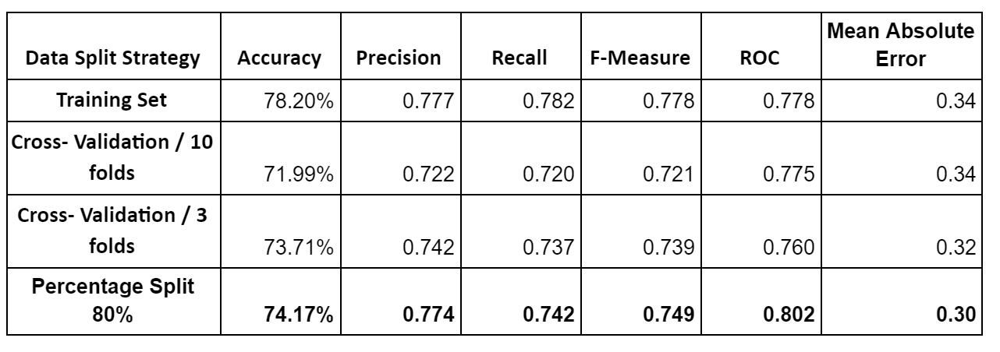 Data Split Strategy Accuracy Precision Recall F-Measure ROC Mean Absolute Error
Training Set 78.20% 0.777 0.782 0.778 0.778 0.34
Cross- Validation / 10
folds 71.99% 0.722 0.720 0.721 0.775 0.34
Cross- Validation / 3
folds 73.71% 0.742 0.737 0.739 0.760 0.32
Percentage Split
80% 74.17% 0.774 0.742 0.749 0.802 0.30